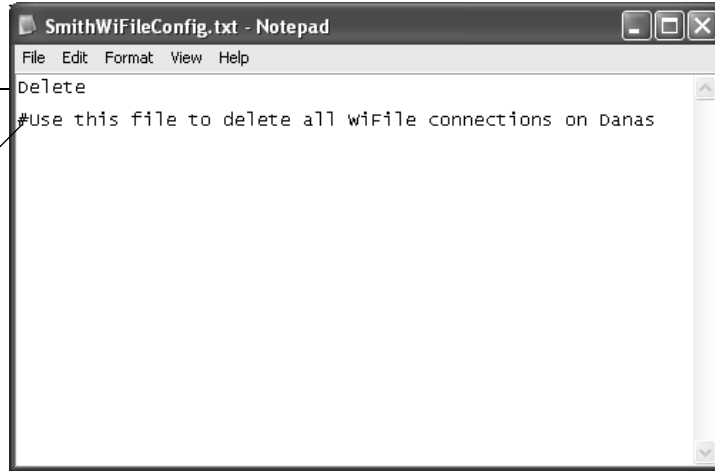 SmithWiFileConfig.txt - Notepad
File Edit Format View Help
Delete
#Use this file to delete all WiFile connections on Danas